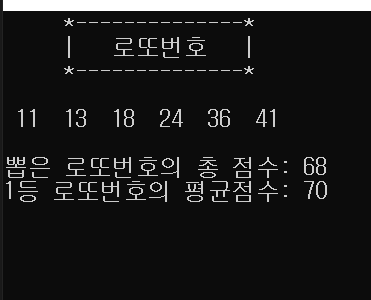 *--------------*
|   로또번호   |
*--------------*
11  13  18  24  36  41
뽑은 로또번호의 총 점수: 68
1등 로또번호의 평균점수: 70